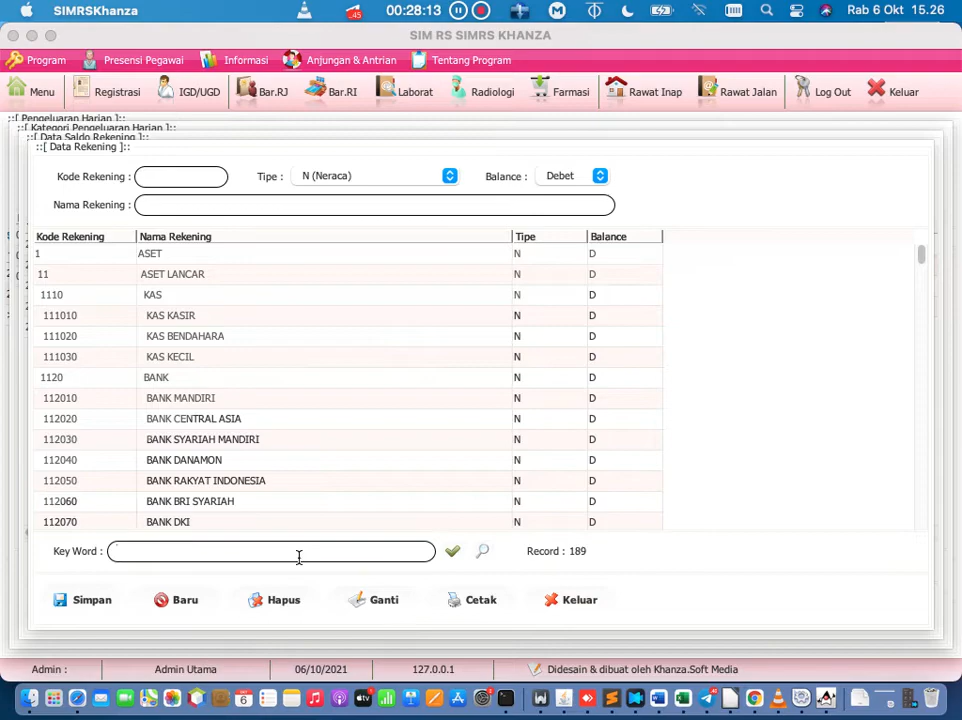 SIMRSKhanza
.45
00:28:13
Rab 6 Okt 15.26
SIM RS SIMRS KHANZA
Program
Presensi Pegawai
Informasi
Anjungan & Antrian
Tentang Program
Menu
Registrasi
IGD/UGD
Bar.RJ
Bar.RI
Laborat
Radiologi
Farmasi
Rawat Inap
Rawat Jalan
Log Out
Keluar
::[ Pengeluaran Harian ]::
::[ Kategori Pengeluaran Harian ]::
::[ Data Saldo Rekening ]::
::[ Data Rekening ]::
Kode Rekening :
Tipe : N (Neraca)
Balance : Debet
Nama Rekening :
Kode Rekening Nama Rekening Tipe Balance
1 ASET N D
11 ASET LANCAR N D
1110 KAS N D
111010 KAS KASIR N D
111020 KAS BENDAHARA N D
111030 KAS KECIL N D
1120 BANK N D
112010 BANK MANDIRI N D
112020 BANK CENTRAL ASIA N D
112030 BANK SYARIAH MANDIRI N D
112040 BANK DANAMON N D
112050 BANK RAKYAT INDONESIA N D
112060 BANK BRI SYARIAH N D
112070 BANK DKI N D
Key Word :
Record : 189
Simpan
Baru
Hapus
Ganti
Cetak
Keluar
Admin :
Admin Utama
06/10/2021
127.0.0.1
Didesain & dibuat oleh Khanza.Soft Media